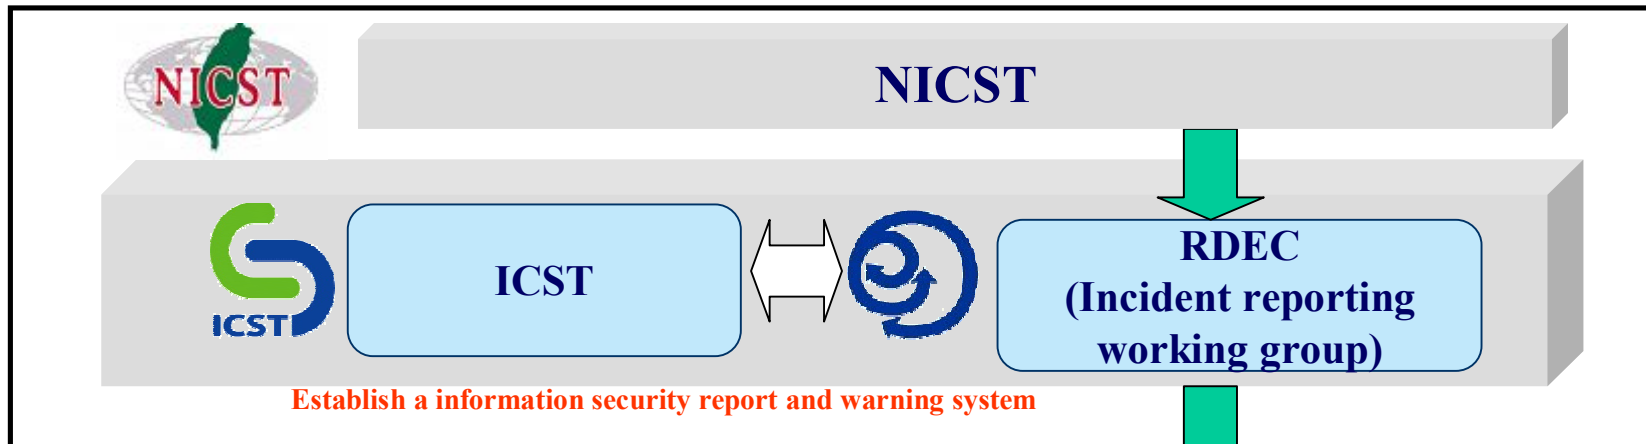 NICST
NICST
ICST
ICST
RDEC
(Incident reporting
working group)
Establish a information security report and warning system